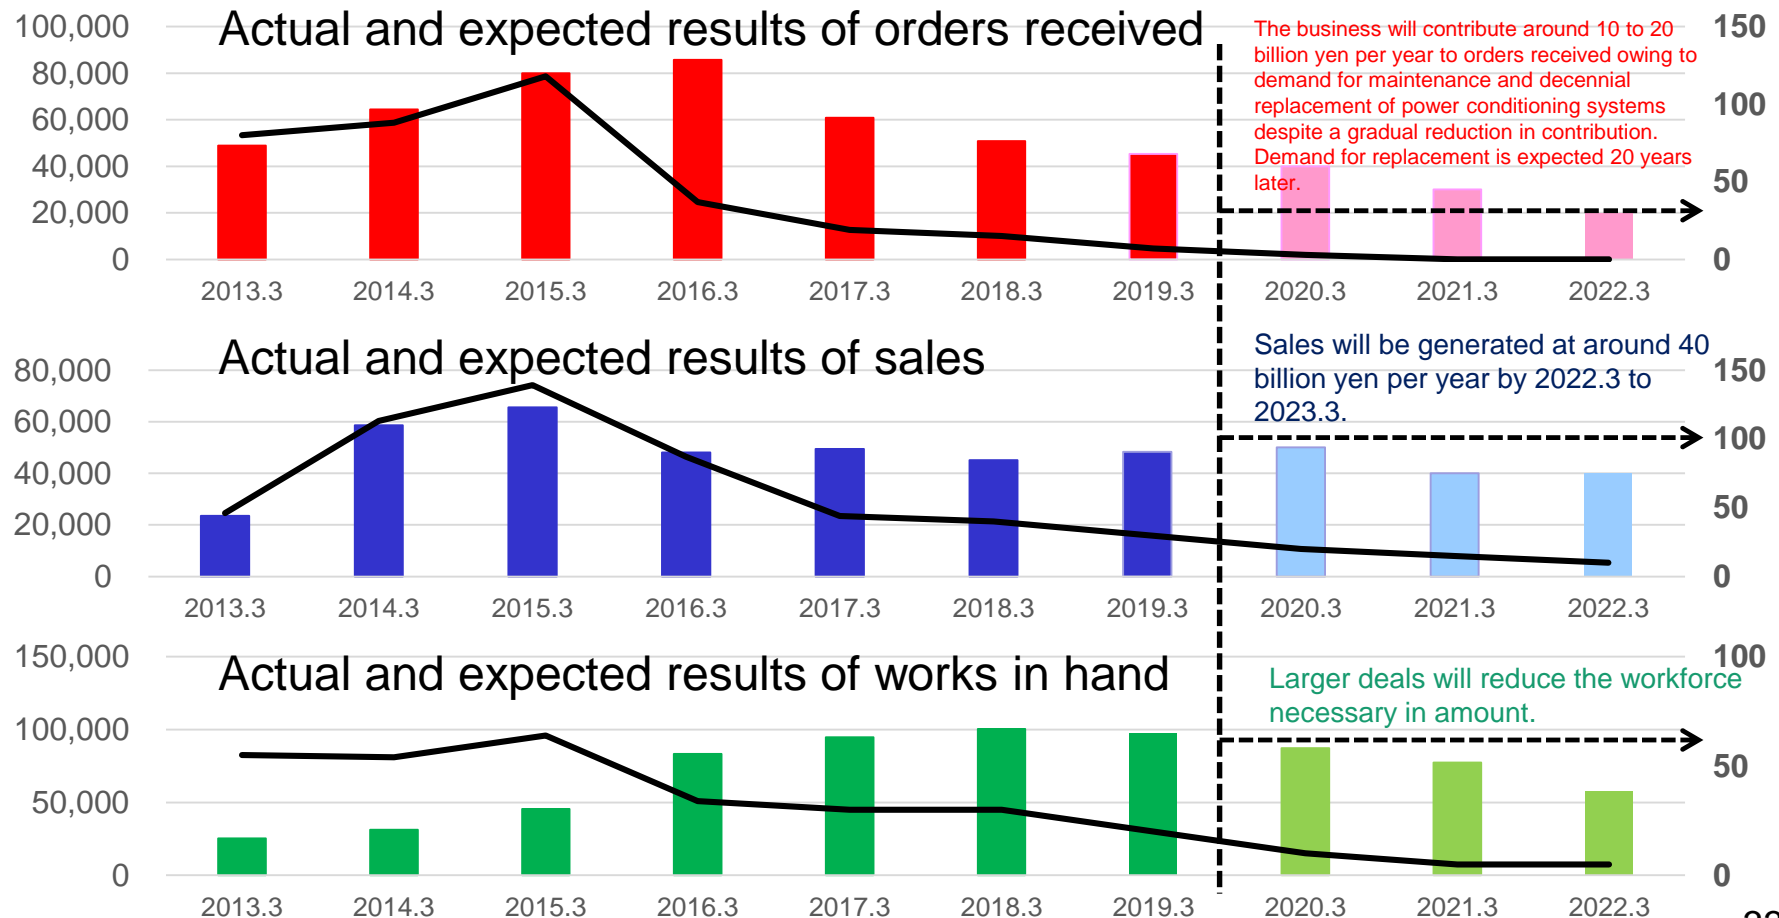 Actual and expected results of orders received
100,000
80,000
60,000
40,000
20,000
0
150
100
50
0
The business will contribute around 10 to 20
billion yen per year to orders received owing to
demand for maintenance and decennial
replacement of power conditioning systems
despite a gradual reduction in contribution.
Demand for replacement is expected 20 years
later.
2013.3 2014.3 2015.3 2016.3 2017.3 2018.3 2019.3 2020.3 2021.3 2022.3
Actual and expected results of sales
80,000
60,000
40,000
20,000
0
150
100
50
0
Sales will be generated at around 40
billion yen per year by 2022.3 to
2023.3.
2013.3 2014.3 2015.3 2016.3 2017.3 2018.3 2019.3 2020.3 2021.3 2022.3
Actual and expected results of works in hand
150,000
100,000
50,000
0
100
50
0
Larger deals will reduce the workforce
necessary in amount.
2013.3 2014.3 2015.3 2016.3 2017.3 2018.3 2019.3 2020.3 2021.3 2022.3